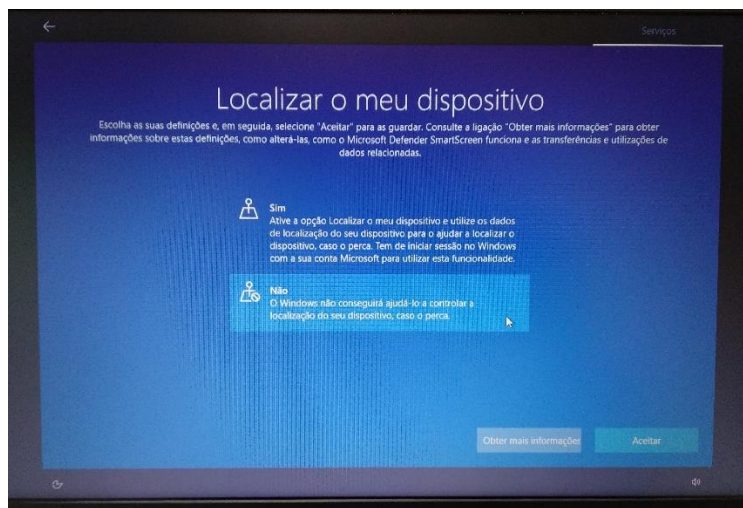 Serviços
Localizar o meu dispositivo
Escolha as suas definições e, em seguida, selecione "Aceitar" para as guardar. Consulte a ligação "Obter mais informações" para obter
informações sobre estas definições, como alterá-las, como o Microsoft Defender SmartScreen funciona e as transferências e utilizações de
dados relacionadas.
Sim
Ative a opção Localizar o meu dispositivo e utilize os dados
de localização do seu dispositivo para o ajudar a localizar o
dispositivo, caso o perca. Tem de iniciar sessão no Windows
com a sua conta Microsoft para utilizar esta funcionalidade.
Não
O Windows não conseguirá ajudá-lo a controlar a
localização do seu dispositivo, caso o perca.
Obter mais informações
Aceitar